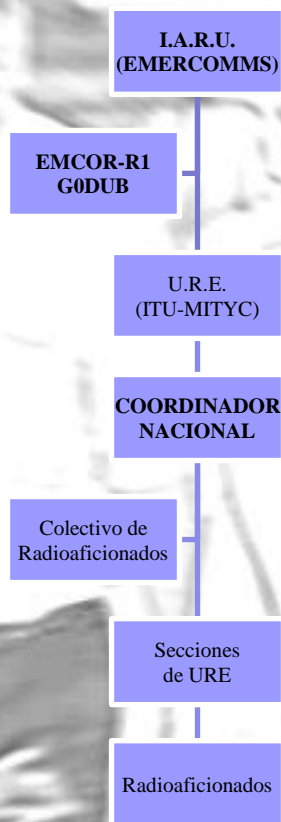 I.A.R.U.
(EMERCOMMS)
EMCOR-R1
G0DUB
U.R.E.
(ITU-MITYC)
COORDINADOR
NACIONAL
Colectivo de
Radioaficionados
Secciones
de URE
Radioaficionados